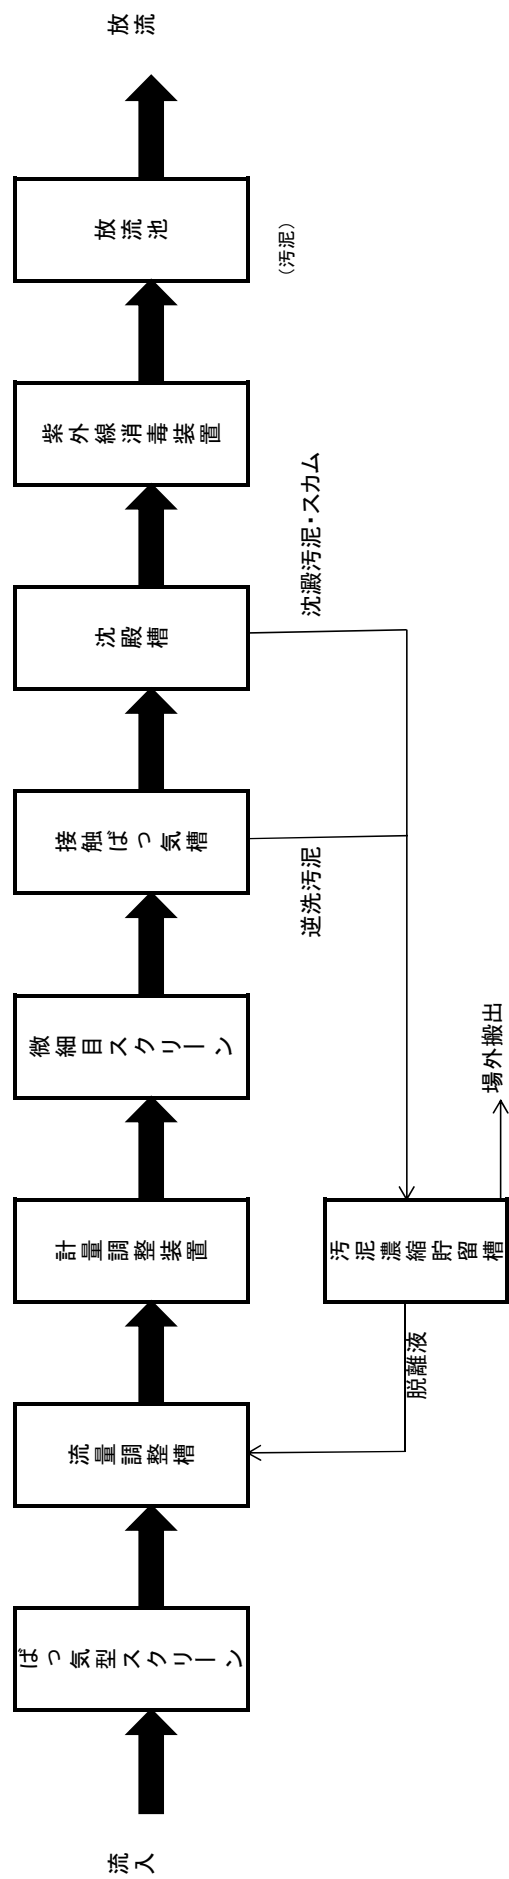 流入
ばっ気型スクリーン
流量調整槽
計量調整装置
微細目スクリーン
接触ばっ気槽
沈殿槽
紫外線消毒装置
放流池
放流
(汚泥)
沈澱汚泥・スカム
逆洗汚泥
場外搬出
汚泥濃縮貯留槽
脱離液